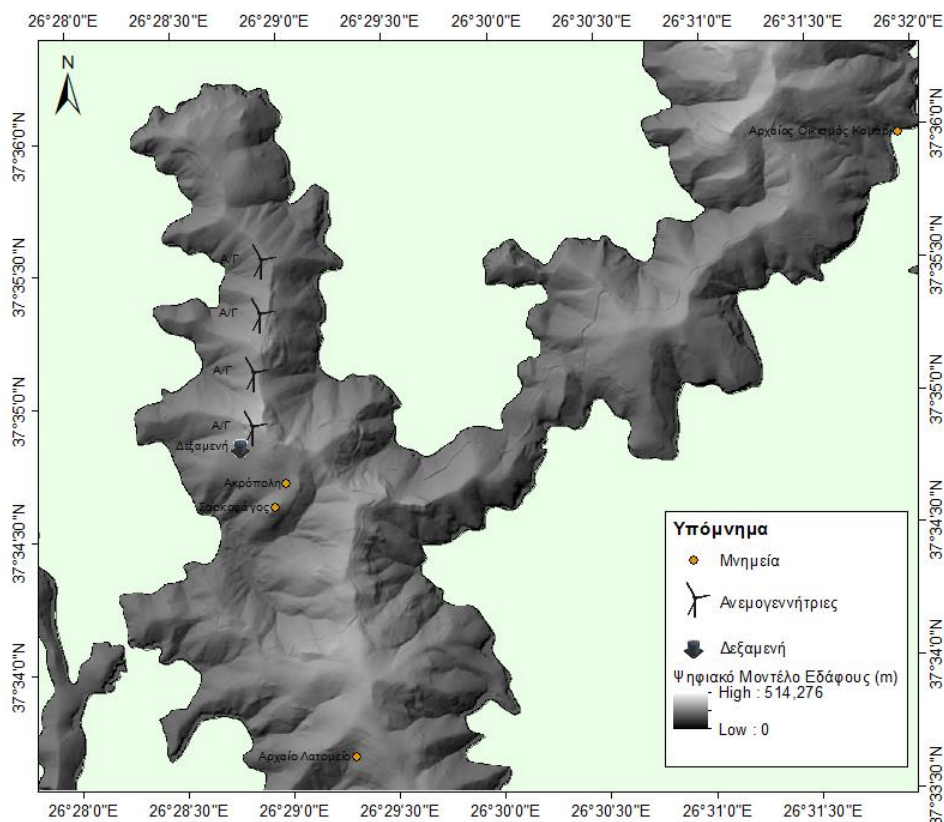 26°28'0"E 26°28'30"E 26°29'0"E 26°29'30"E 26°30'0"E 26°31'0"E 26°31'30"E 26°32'0"E
N
37°36'0"N
37°35'30"N
37°35'0"N
37°34'30"N
37°34'0"N
37°36'0"N
37°35'30"N
37°35'0"N
37°34'30"N
37°34'0"N
37°33'30"N
Αρχαίος Οικισμός Καμάρι
Α/Γ
Α/Γ
Α/Γ
Α/Γ
Δεξαμενή
Ακρόπολη
Σαρκοφάγος
Αρχαίο Λατομείο
Υπόμνημα
Μνημεία
Ανεμογεννήτριες
Δεξαμενή
Ψηφιακό Μοντέλο Εδάφους (m)
High : 514,276
Low : 0
26°28'0"E 26°28'30"E 26°29'0"E 26°29'30"E 26°30'0"E 26°30'30"E 26°31'0"E 26°31'30"E